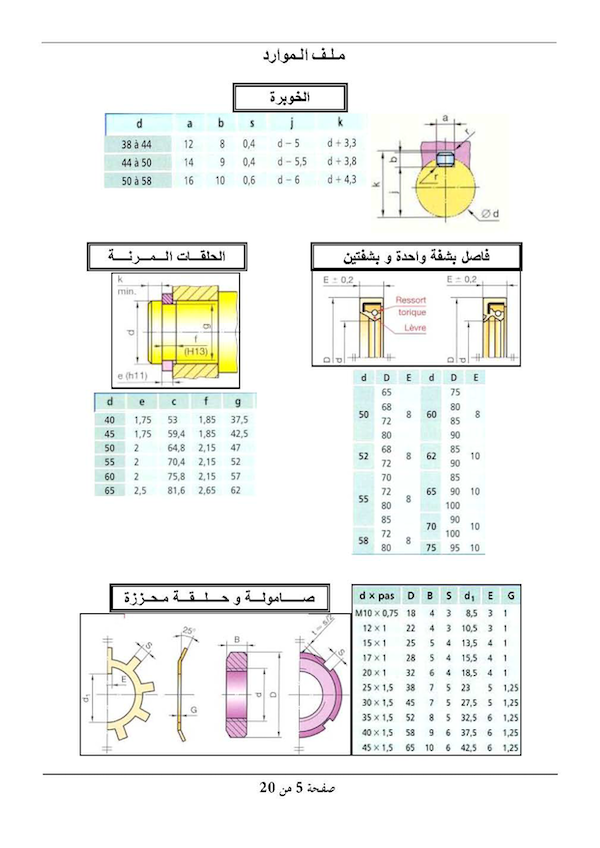 ملف الموارد
الخوبرة
d a b s j k
38 à 44 12 8 0,4 d – 5 d + 3,3
44 à 50 14 9 0,4 d – 5,5 d + 3,8
50 à 58 16 10 0,6 d – 6 d + 4,3
a
r
b
k
j
r
Ød
الحلقات المرنة
فاصل بشفة واحدة و بشفتين
k
min.
d
g
f
(H13)
e (h11)
E ± 0,2
E ± 0,2
Ressort
torique
Lèvre
D
d
D
d
d e c f g
40 1,75 53 1,85 37,5
45 1,75 59,4 1,85 42,5
50 2 64,8 2,15 47
55 2 70,4 2,15 52
60 2 75,8 2,15 57
65 2,5 81,6 2,65 62
d D E d D E
65 75
68 80
50 8 60 8
72 85
80 90
68 85
52 8 62 10
72 90
70 85
55 72 8 65 90 10
80 100
85 90
70 10
72 100
58 8
80 75 95 10
صامولة و حلقة محززة
25°
S
E
d1
G
B
d
D
t = s/2
S
d × pas D B S d1 E G
M10 × 0,75 18 4 3 8,5 3 1
12 × 1 22 4 3 10,5 3 1
15 × 1 25 5 4 13,5 4 1
17 × 1 28 5 4 15,5 4 1
20 × 1 32 6 4 18,5 4 1
25 × 1,5 38 7 5 23 5 1,25
30 × 1,5 45 7 5 27,5 5 1,25
35 × 1,5 52 8 5 32,5 6 1,25
40 × 1,5 58 9 6 37,5 6 1,25
45 × 1,5 65 10 6 42,5 6 1,25
صفحة 5 من 20